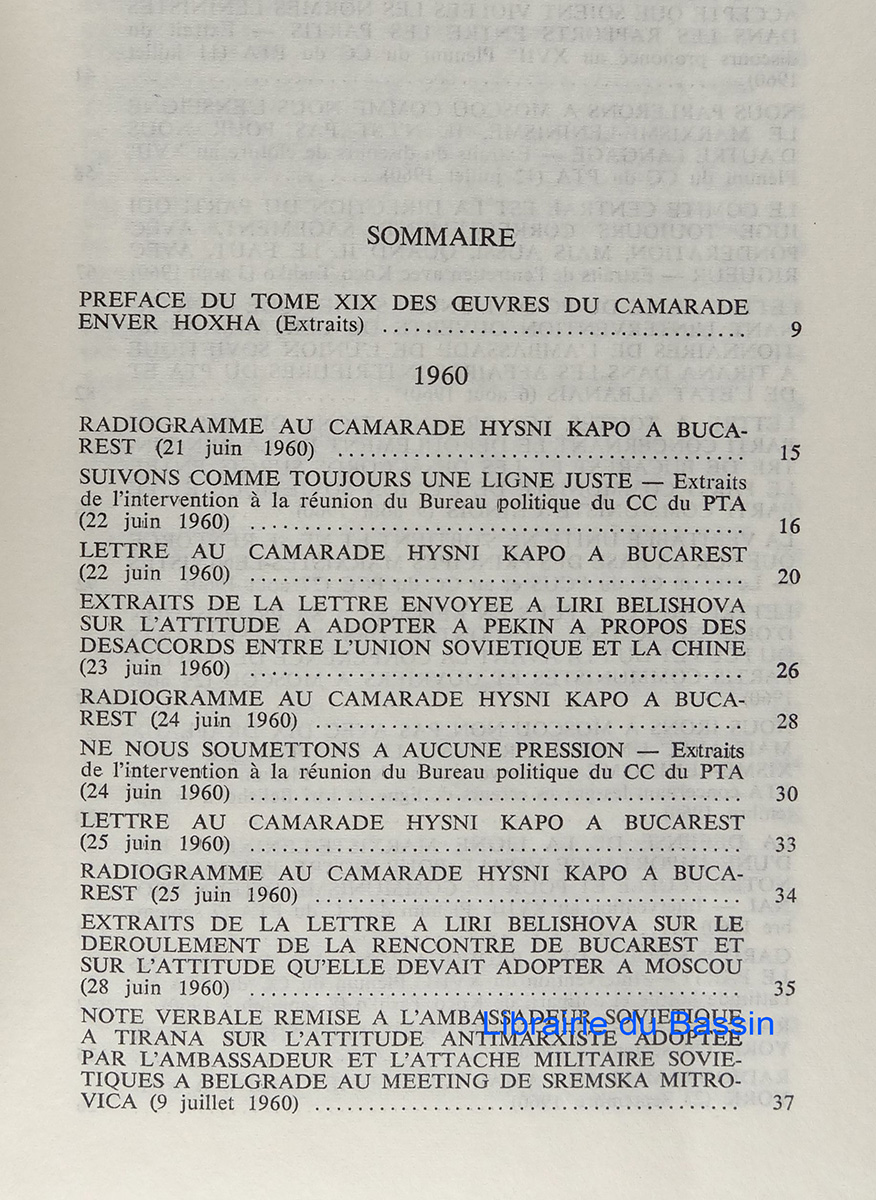 SOMMAIRE
PREFACE DU TOME XIX DES ŒUVRES DU CAMARADE
ENVER HOXHA (Extraits) .................................. 9
1960
RADIOGRAMME AU CAMARADE HYSNI KAPO A BUCA-
REST (21 juin 1960) ...................................... 15
SUIVONS COMME TOUJOURS UNE LIGNE JUSTE — Extraits
de l'intervention à la réunion du Bureau politique du CC du PTA
(22 juin 1960) .............................................. 16
LETTRE AU CAMARADE HYSNI KAPO A BUCAREST
(22 juin 1960) .............................................. 20
EXTRAITS DE LA LETTRE ENVOYEE A LIRI BELISHOVA
SUR L'ATTITUDE A ADOPTER A PEKIN A PROPOS DES
DESACCORDS ENTRE L'UNION SOVIETIQUE ET LA CHINE
(23 juin 1960) .............................................. 26
RADIOGRAMME AU CAMARADE HYSNI KAPO A BUCA-
REST (24 juin 1960) ........................................ 28
NE NOUS SOUMETTONS A AUCUNE PRESSION — Extraits
de l'intervention à la réunion du Bureau politique du CC du PTA
(24 juin 1960) .............................................. 30
LETTRE AU CAMARADE HYSNI KAPO A BUCAREST
(25 juin 1960) .............................................. 33
RADIOGRAMME AU CAMARADE HYSNI KAPO A BUCA-
REST (25 juin 1960) ........................................ 34
EXTRAITS DE LA LETTRE A LIRI BELISHOVA SUR LE
DEROULEMENT DE LA RENCONTRE DE BUCAREST ET
SUR L'ATTITUDE QU'ELLE DEVAIT ADOPTER A MOSCOU
(28 juin 1960) .............................................. 35
NOTE VERBALE REMISE A L'AMBASSADEUR SOVIETIQUE
Librairie du Bassin
A TIRANA SUR L'ATTITUDE ANTIMARXISTE ADOPTEE
PAR L'AMBASSADEUR ET L'ATTACHE MILITAIRE SOVIE-
TIQUES A BELGRADE AU MEETING DE SREMSKA MITRO-
VICA (9 juillet 1960) ........................................ 37